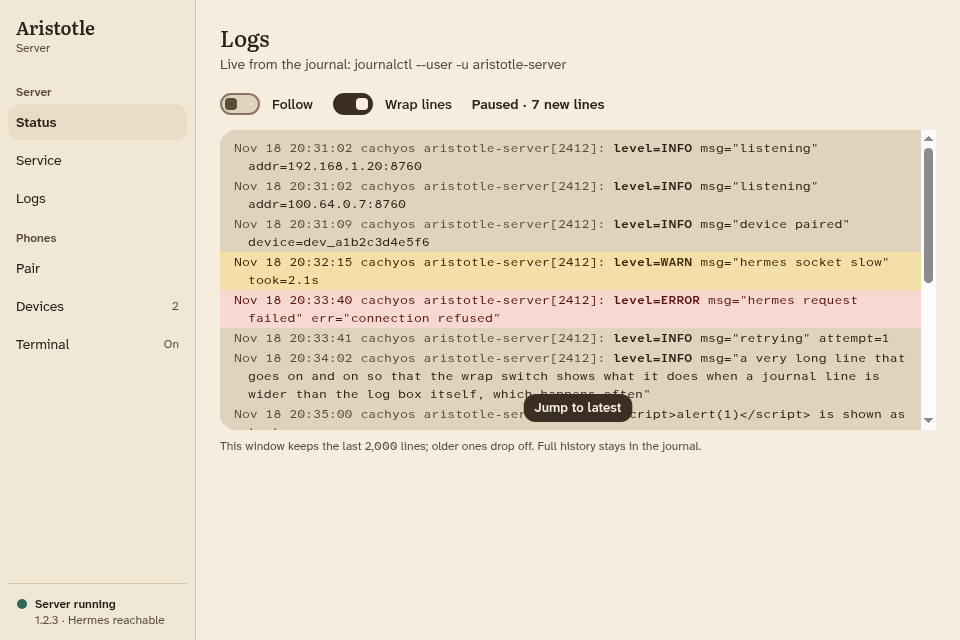 Aristotle
Server
Server
Status
Service
Logs
Phones
Pair
Devices 2
Terminal On
Server running
1.2.3 · Hermes reachable
Logs
Live from the journal: journalctl --user -u aristotle-server
Follow Wrap lines Paused · 7 new lines
Nov 18 20:31:02 cachyos aristotle-server[2412]: level=INFO msg="listening"
addr=192.168.1.20:8760
Nov 18 20:31:02 cachyos aristotle-server[2412]: level=INFO msg="listening"
addr=100.64.0.7:8760
Nov 18 20:31:09 cachyos aristotle-server[2412]: level=INFO msg="device paired"
device=dev_a1b2c3d4e5f6
Nov 18 20:32:15 cachyos aristotle-server[2412]: level=WARN msg="hermes socket slow"
took=2.1s
Nov 18 20:33:40 cachyos aristotle-server[2412]: level=ERROR msg="hermes request
failed" err="connection refused"
Nov 18 20:33:41 cachyos aristotle-server[2412]: level=INFO msg="retrying" attempt=1
Nov 18 20:34:02 cachyos aristotle-server[2412]: level=INFO msg="a very long line that
goes on and on so that the wrap switch shows what it does when a journal line is
wider than the log box itself, which happens often"
Nov 18 20:35:00 cachyos aristotle-ser cript>alert(1)</script> is shown as
Jump to latest
This window keeps the last 2,000 lines; older ones drop off. Full history stays in the journal.